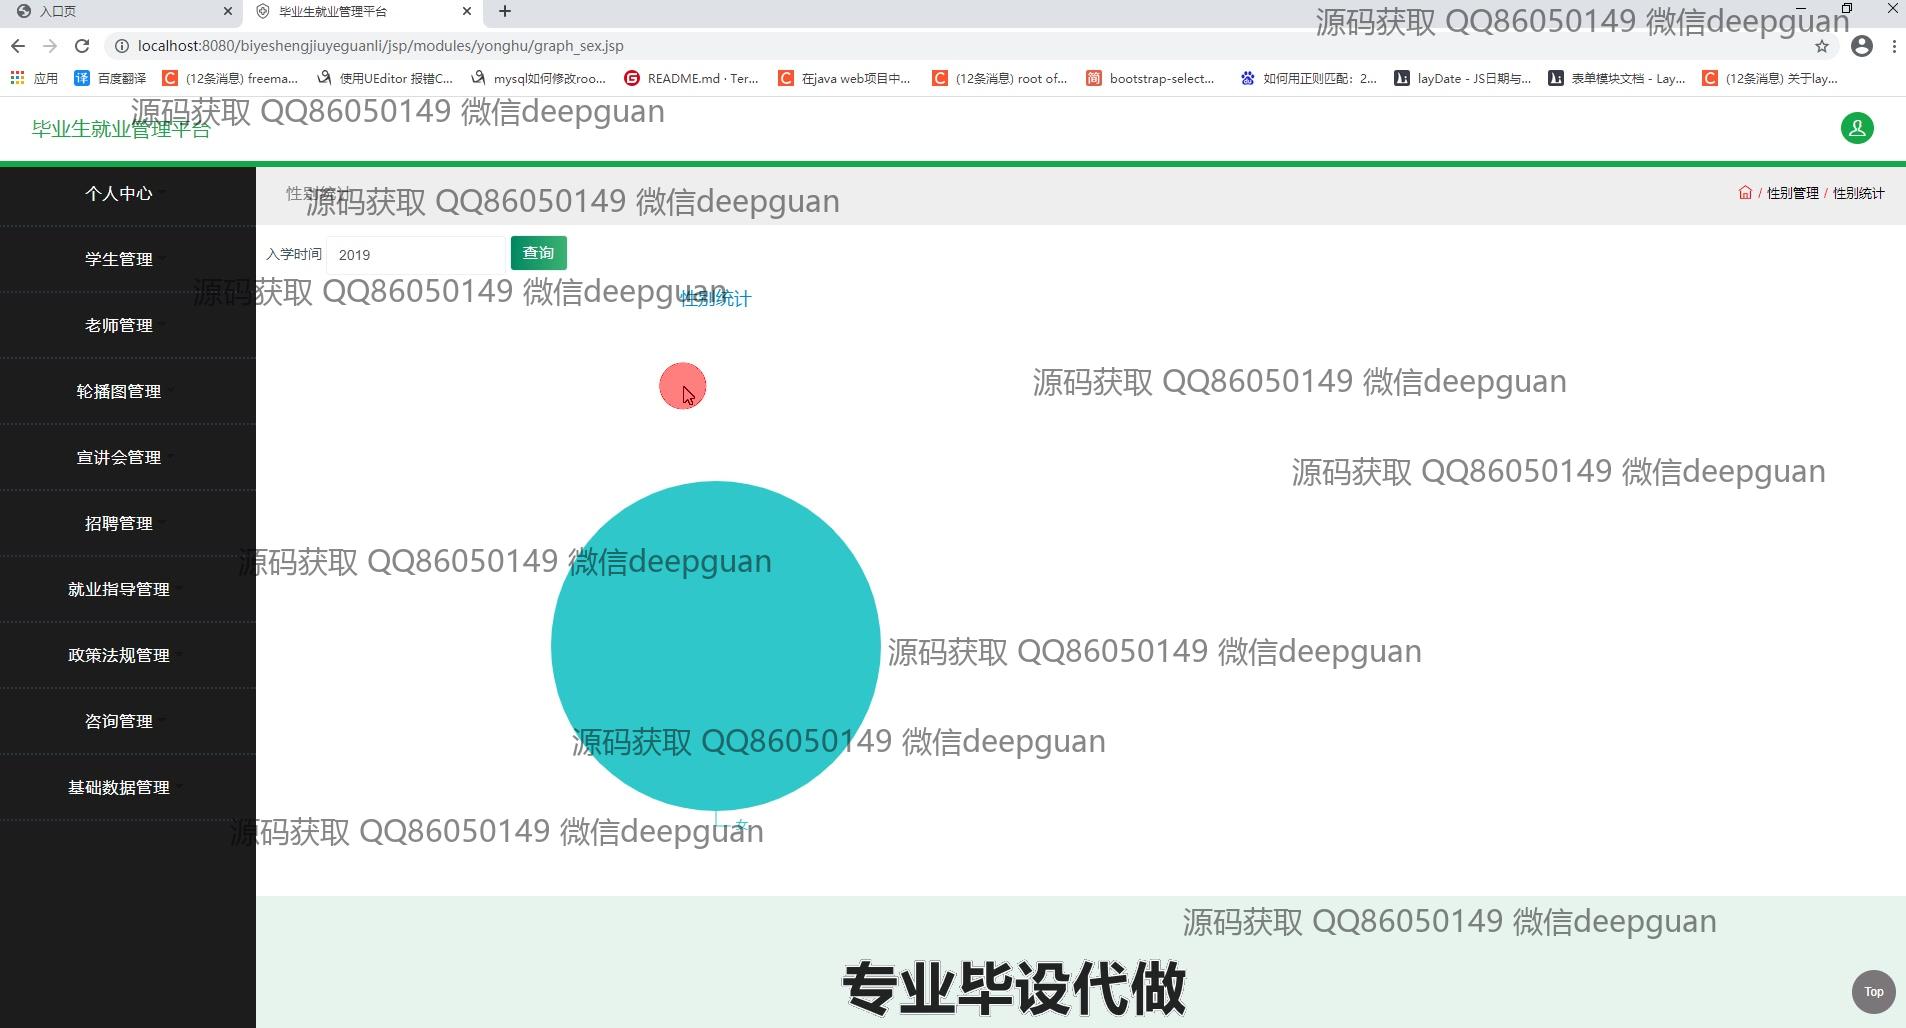 入口页
毕业生就业管理平台
localhost:8080/biyeshengjiuyeguanli/jsp/modules/yonghu/graph_sex.jsp
源码获取 QQ86050149 微信deepguan
应用 百度翻译 (12条消息) freema... 使用UEditor 报错C... mysql如何修改roo... README.md · Ter... 在java web项目中... (12条消息) root of... bootstrap-select... 如何用正则匹配：2... layDate - JS日期与... 表单模块文档 - Lay... (12条消息) 关于lay...
源码获取 QQ86050149 微信deepguan
毕业生就业管理平台
个人中心
性别统计
源码获取 QQ86050149 微信deepguan
/ 性别管理 / 性别统计
学生管理
入学时间 2019 查询
源码获取 QQ86050149 微信deepguan
性别统计
老师管理
轮播图管理
源码获取 QQ86050149 微信deepguan
宣讲会管理
源码获取 QQ86050149 微信deepguan
招聘管理
源码获取 QQ86050149 微信deepguan
就业指导管理
政策法规管理
源码获取 QQ86050149 微信deepguan
咨询管理
源码获取 QQ86050149 微信deepguan
基础数据管理
女
源码获取 QQ86050149 微信deepguan
源码获取 QQ86050149 微信deepguan
专业毕设代做
Top